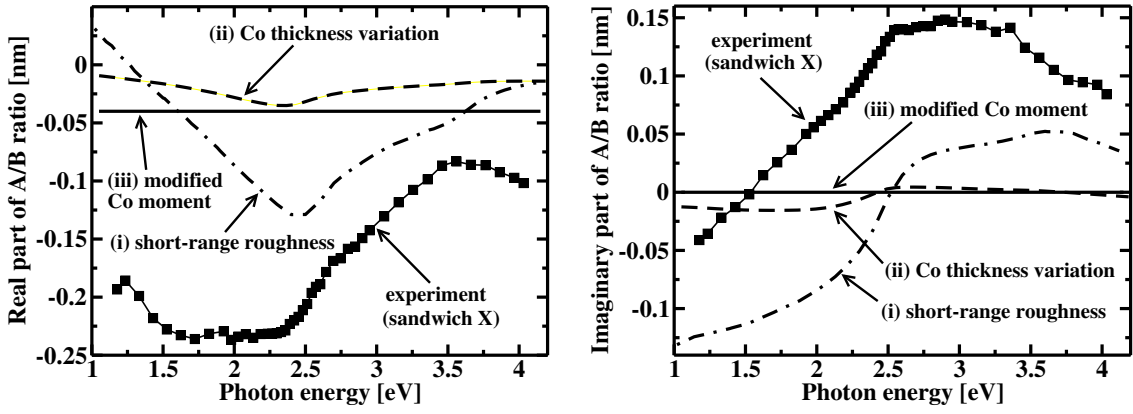 Real part of A/B ratio [nm]
0
-0.05
-0.1
-0.15
-0.2
-0.25
(ii) Co thickness variation
(iii) modified
Co moment
(i) short-range roughness
experiment
(sandwich X)
1 1.5 2 2.5 3 3.5 4
Photon energy [eV]
Imaginary part of A/B ratio [nm]
0.15
0.1
0.05
0
-0.05
-0.1
experiment
(sandwich X)
(iii) modified Co moment
(ii) Co thickness variation
(i) short-range roughness
1 1.5 2 2.5 3 3.5 4
Photon energy [eV]